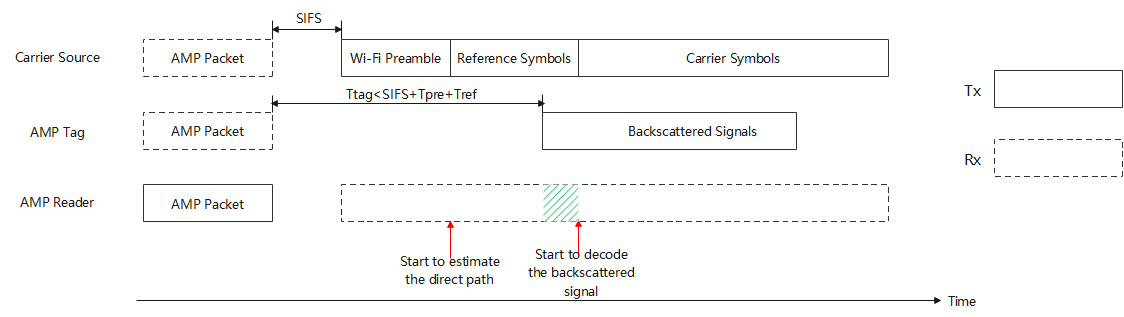 SIFS
Carrier Source
AMP Packet
Wi-Fi Preamble
Reference Symbols
Carrier Symbols
Ttag<SIFS+Tpre+Tref
Tx
AMP Tag
AMP Packet
Backscattered Signals
Rx
AMP Reader
AMP Packet
Start to estimate
the direct path
Start to decode
the backscattered
signal
Time